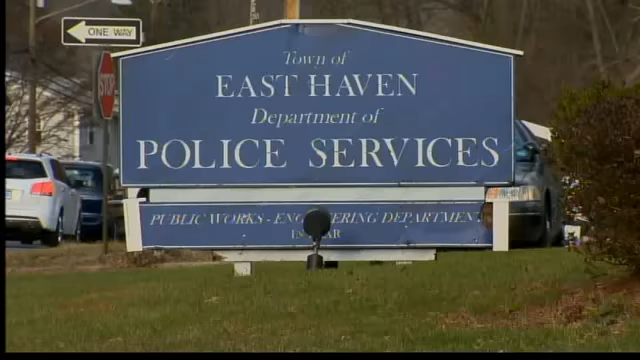 ONE WAY
STOP
Town of
EAST HAVEN
Department of
POLICE SERVICES
PUBLIC WORKS - ENGINEERING DEPARTMENT